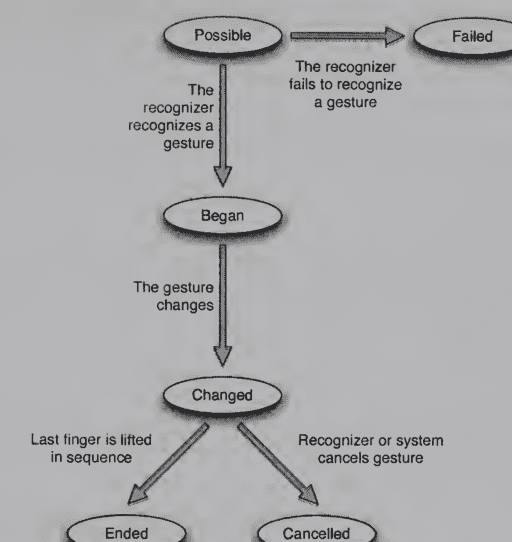 Possible
Failed
The recognizer
fails to recognize
a gesture
The
recognizer
recognizes a
gesture
Began
The gesture
changes
Changed
Last finger is lifted
in sequence
Recognizer or system
cancels gesture
Ended
Cancelled